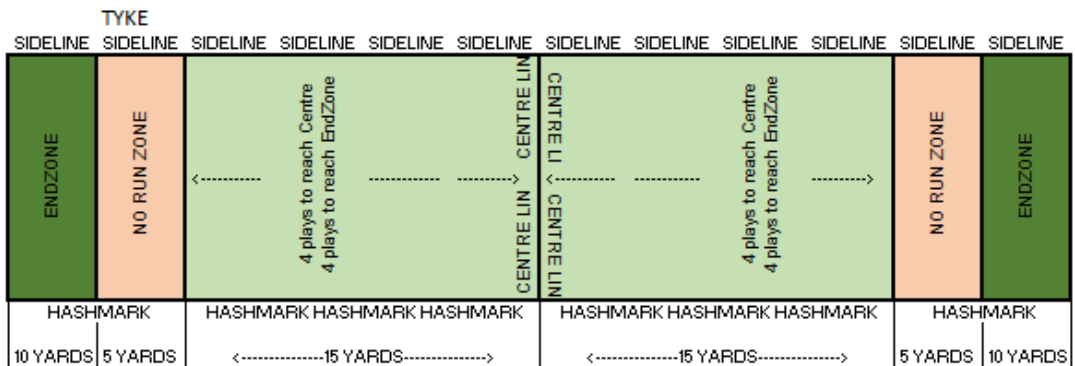 TYKE
SIDELINE SIDELINE SIDELINE SIDELINE SIDELINE SIDELINE SIDELINE SIDELINE SIDELINE SIDELINE SIDELINE SIDELINE
ENDZONE
NO RUN ZONE
<----------
4 plays to reach Centre
4 plays to reach EndZone
----------
-------->
CENTRE LIN
CENTRE LIN
CENTRE LI
CENTRE LIN
<----------
----------
4 plays to reach Centre
4 plays to reach EndZone
--------->
NO RUN ZONE
ENDZONE
HASHMARK HASHMARK HASHMARK HASHMARK HASHMARK HASHMARK HASHMARK HASHMARK
10 YARDS 5 YARDS <--------------15 YARDS--------------> <--------------15 YARDS--------------> 5 YARDS 10 YARDS